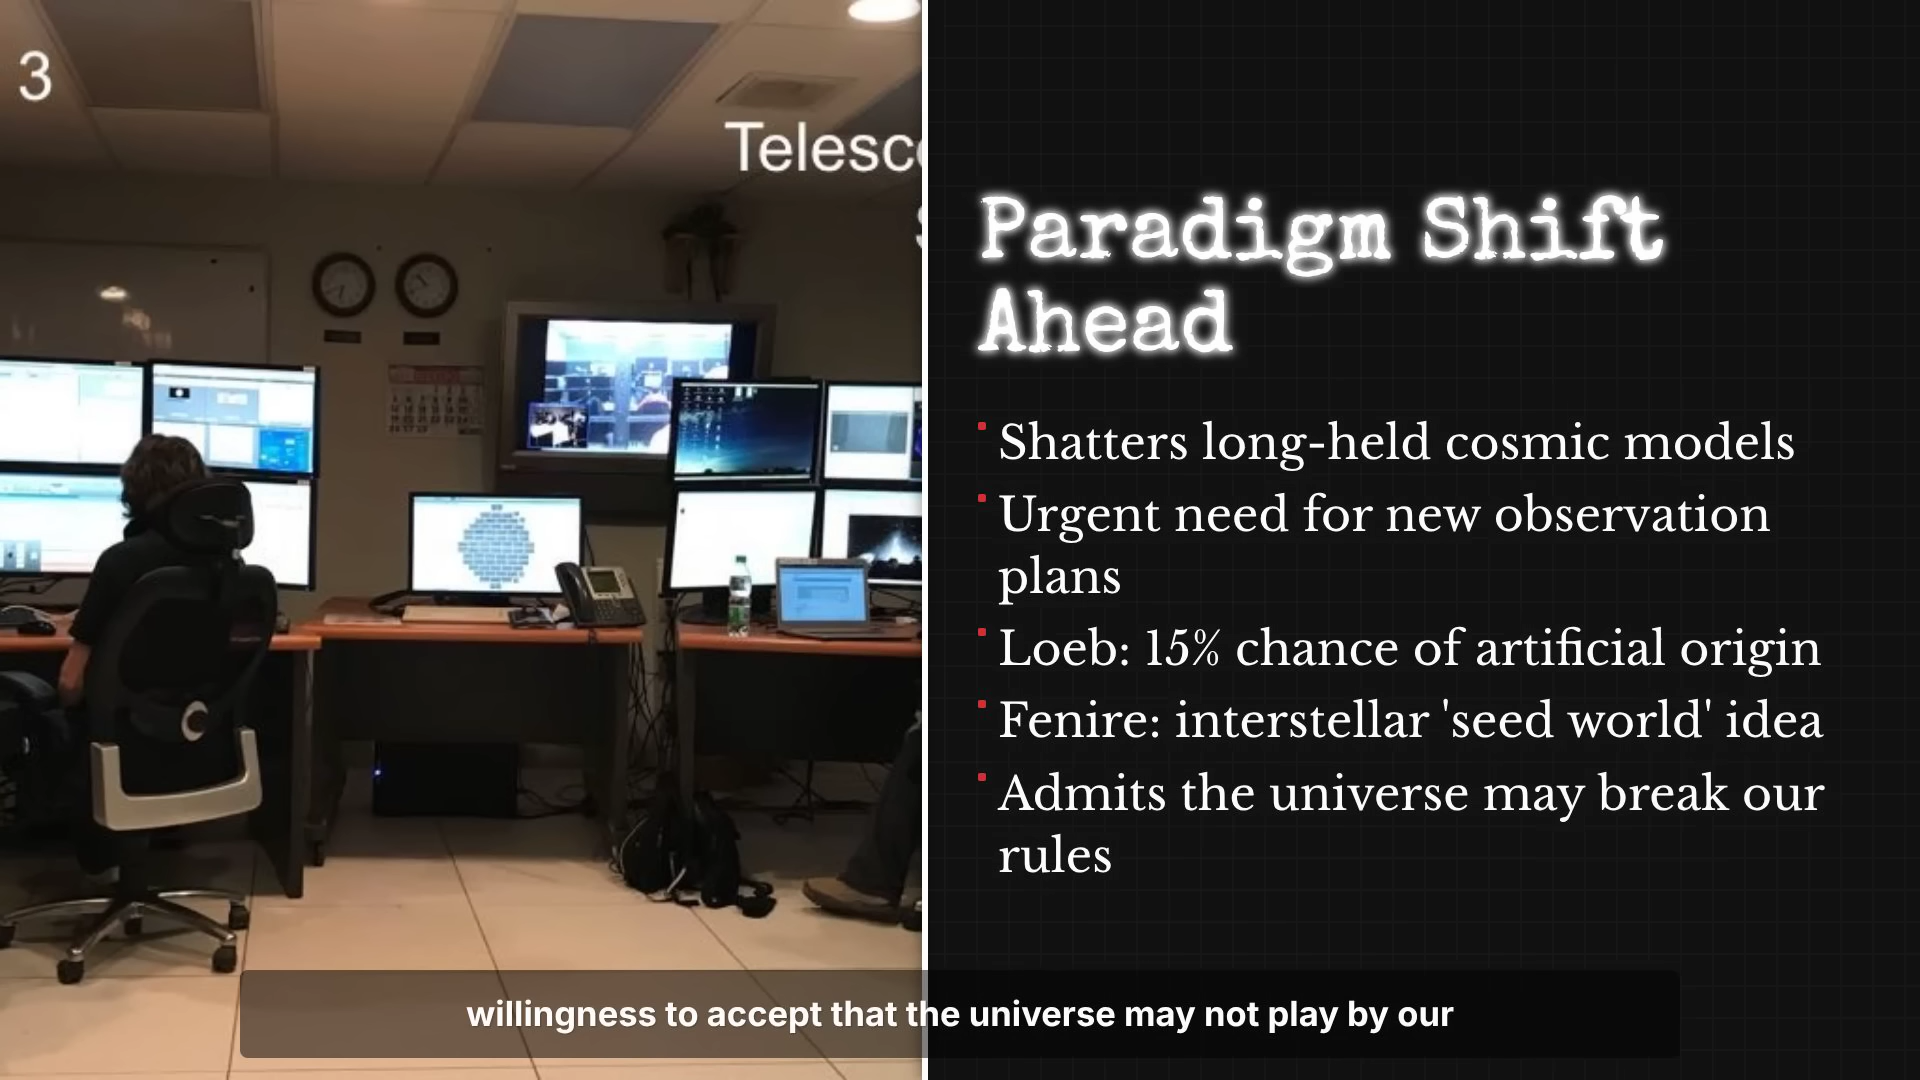 3
Telesc
Paradigm Shift
Ahead
Shatters long-held cosmic models
Urgent need for new observation
plans
Loeb: 15% chance of artificial origin
Fenire: interstellar 'seed world' idea
Admits the universe may break our
rules
willingness to accept that the universe may not play by our